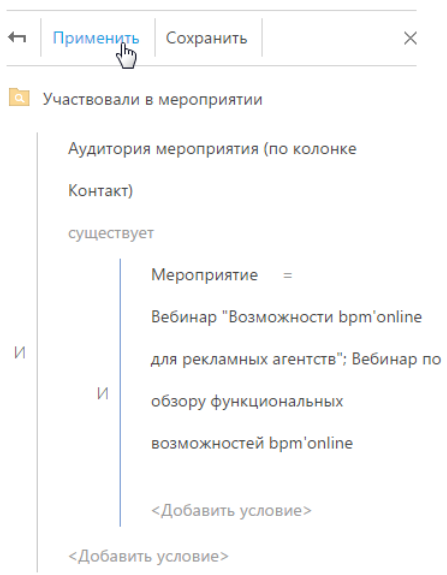 Применить Сохранить
Участвовали в мероприятии
Аудитория мероприятия (по колонке
Контакт)
существует
Мероприятие =
Вебинар "Возможности bpm'online
И
для рекламных агентств"; Вебинар по
И
обзору функциональных
возможностей bpm'online
<Добавить условие>
<Добавить условие>